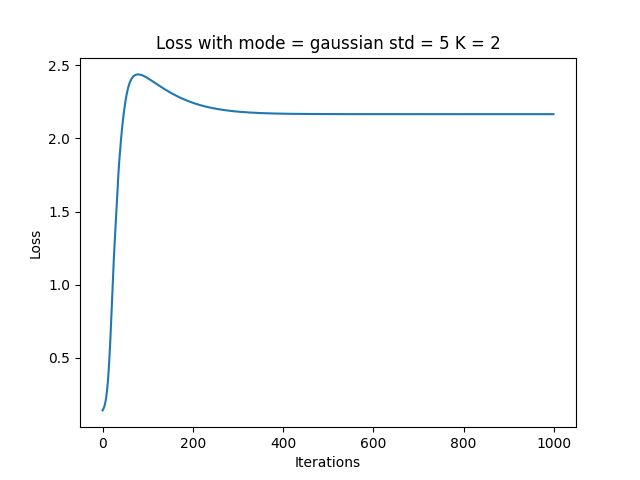 Loss with mode = gaussian std = 5 K = 2
2.5
2.0
1.5
1.0
0.5
Loss
0 200 400 600 800 1000
Iterations